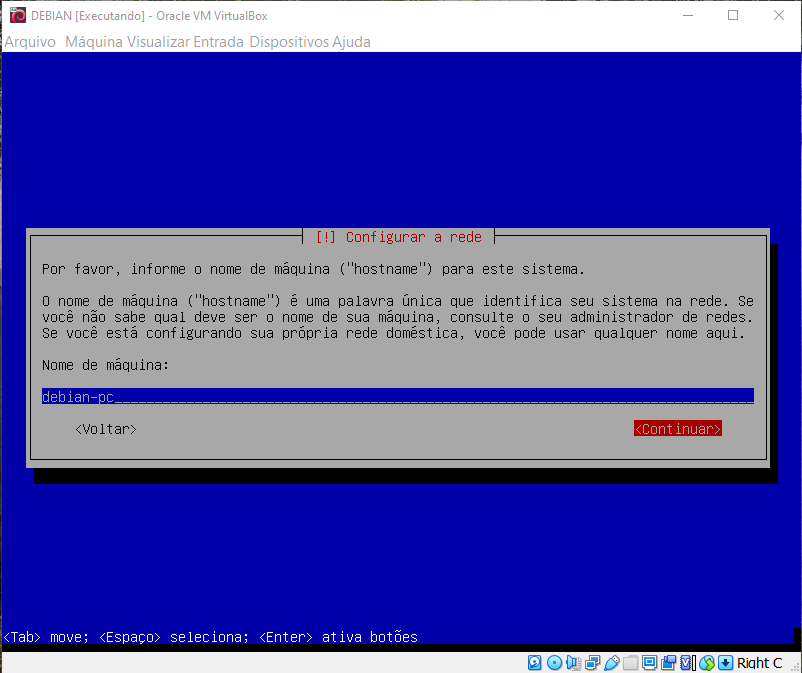 DEBIAN [Executando] - Oracle VM VirtualBox
Arquivo Máquina Visualizar Entrada Dispositivos Ajuda
[!] Configurar a rede
Por favor, informe o nome de máquina ("hostname") para este sistema.
O nome de máquina ("hostname") é uma palavra única que identifica seu sistema na rede. Se
você não sabe qual deve ser o nome de sua máquina, consulte o seu administrador de redes.
Se você está configurando sua própria rede doméstica, você pode usar qualquer nome aqui.
Nome de máquina:
debian-pc
<Voltar> <Continuar>
<Tab> move; <Espaço> seleciona; <Enter> ativa botões
Right C